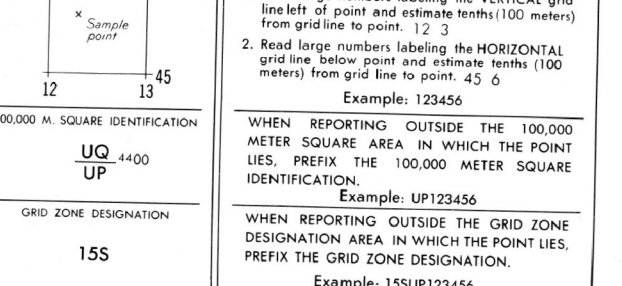 × Sample
point
45
12 13
00,000 M. SQUARE IDENTIFICATION
UQ 4400
UP
GRID ZONE DESIGNATION
15S
line left of point and estimate tenths (100 meters)
from grid line to point. 12 3
2. Read large numbers labeling the HORIZONTAL
grid line below point and estimate tenths (100
meters) from grid line to point. 45 6
Example: 123456
WHEN REPORTING OUTSIDE THE 100,000
METER SQUARE AREA IN WHICH THE POINT
LIES, PREFIX THE 100,000 METER SQUARE
IDENTIFICATION.
Example: UP123456
WHEN REPORTING OUTSIDE THE GRID ZONE
DESIGNATION AREA IN WHICH THE POINT LIES,
PREFIX THE GRID ZONE DESIGNATION.
Example: 15SUP123456